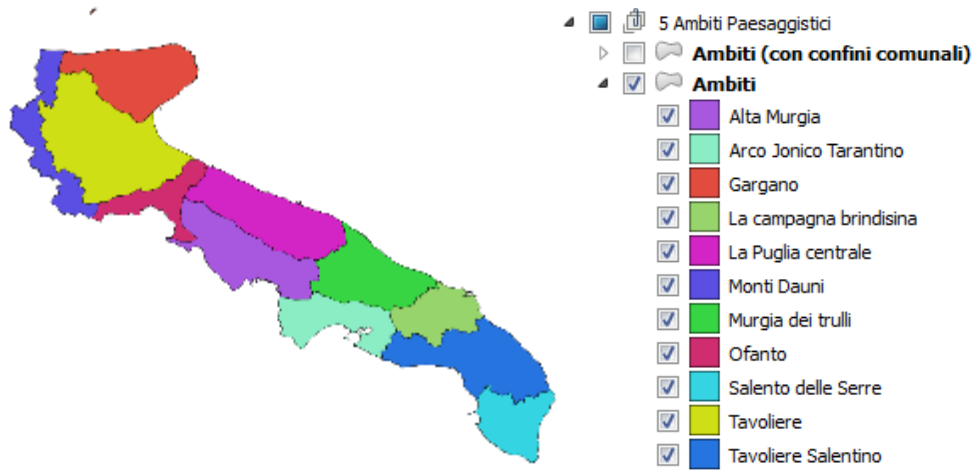 5 Ambiti Paesaggistici
Ambiti (con confini comunali)
Ambiti
Alta Murgia
Arco Jonico Tarantino
Gargano
La campagna brindisina
La Puglia centrale
Monti Dauni
Murgia dei trulli
Ofanto
Salento delle Serre
Tavoliere
Tavoliere Salentino